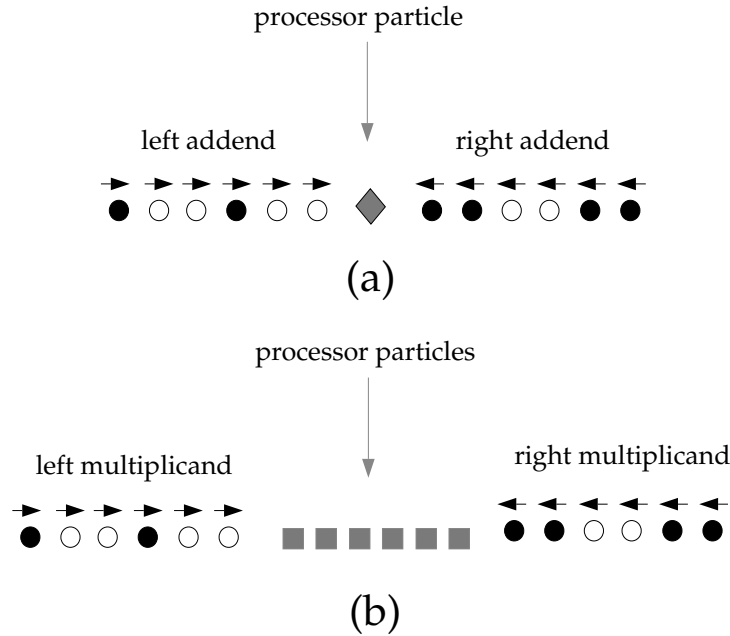 processor particle
left addend
right addend
(a)
processor particles
left multiplicand
right multiplicand
(b)